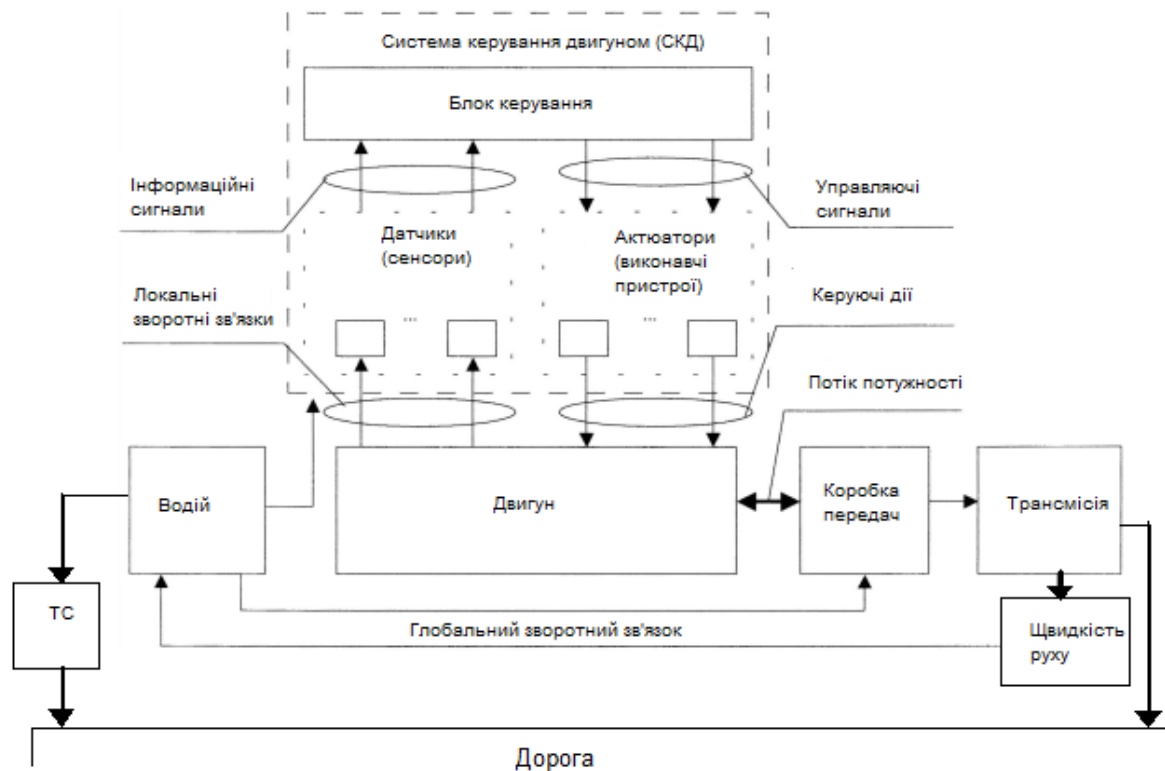 Система керування двигуном (СКД)
Блок керування
Інформаційні
сигнали
Управляючі
сигнали
Датчики
(сенсори)
Актюатори
(виконавчі
пристрої)
Локальні
зворотні зв'язки
Керуючі дії
...
...
Потік потужності
Водій
Двигун
Коробка
передач
Трансмісія
ТС
Глобальний зворотний зв'язок
Щвидкість
руху
Дорога